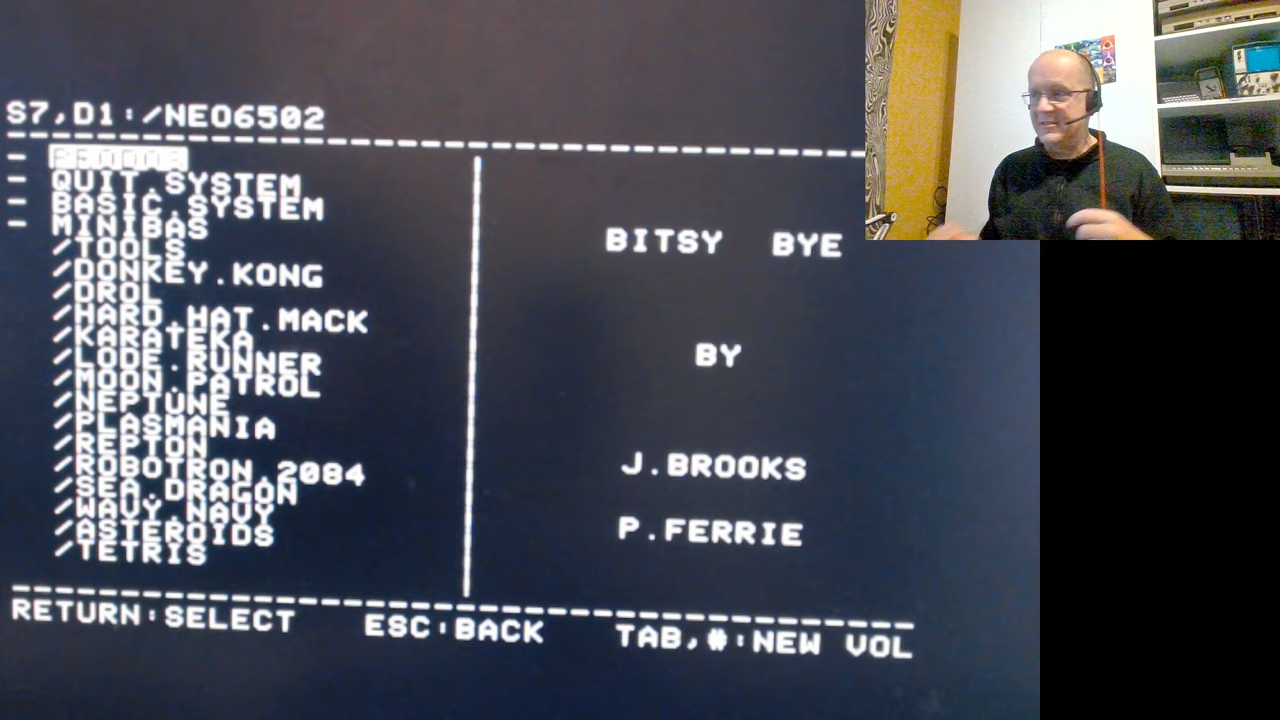 S7,D1:/NEO6502
- QUIT.SYSTEM
- BASIC.SYSTEM
- MINIBAS
/TOOLS
/DONKEY.KONG
/DROL
/HARD.HAT.MACK
/KARATEKA
/LODE.RUNNER
/MOON.PATROL
/NEPTUNE
/PLASMANIA
/REPTON
/ROBOTRON.2084
/SEA.DRAGON
/WAVY.NAVY
/ASTEROIDS
/TETRIS
BITSY BYE
BY
J.BROOKS
P.FERRIE
RETURN:SELECT ESC:BACK TAB,#:NEW VOL